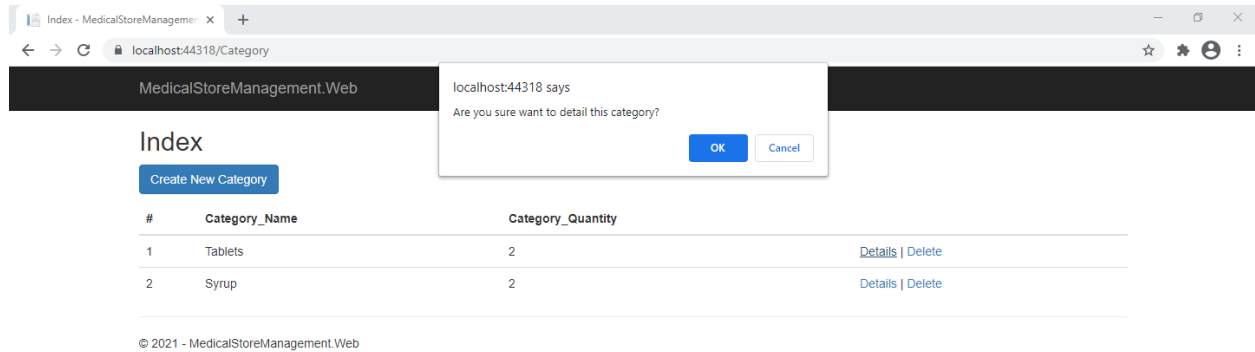 Index - MedicalStoreManagemen
localhost:44318/Category
MedicalStoreManagement.Web
localhost:44318 says
Are you sure want to detail this category?
OK Cancel
Index
Create New Category
# Category_Name Category_Quantity
1 Tablets 2 Details | Delete
2 Syrup 2 Details | Delete
© 2021 - MedicalStoreManagement.Web